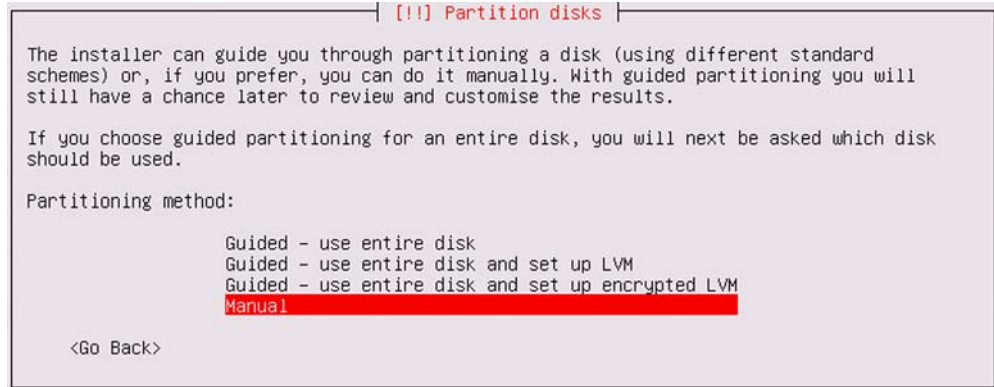 [!!] Partition disks
The installer can guide you through partitioning a disk (using different standard
schemes) or, if you prefer, you can do it manually. With guided partitioning you will
still have a chance later to review and customise the results.
If you choose guided partitioning for an entire disk, you will next be asked which disk
should be used.
Partitioning method:
Guided - use entire disk
Guided - use entire disk and set up LVM
Guided - use entire disk and set up encrypted LVM
Manual
<Go Back>